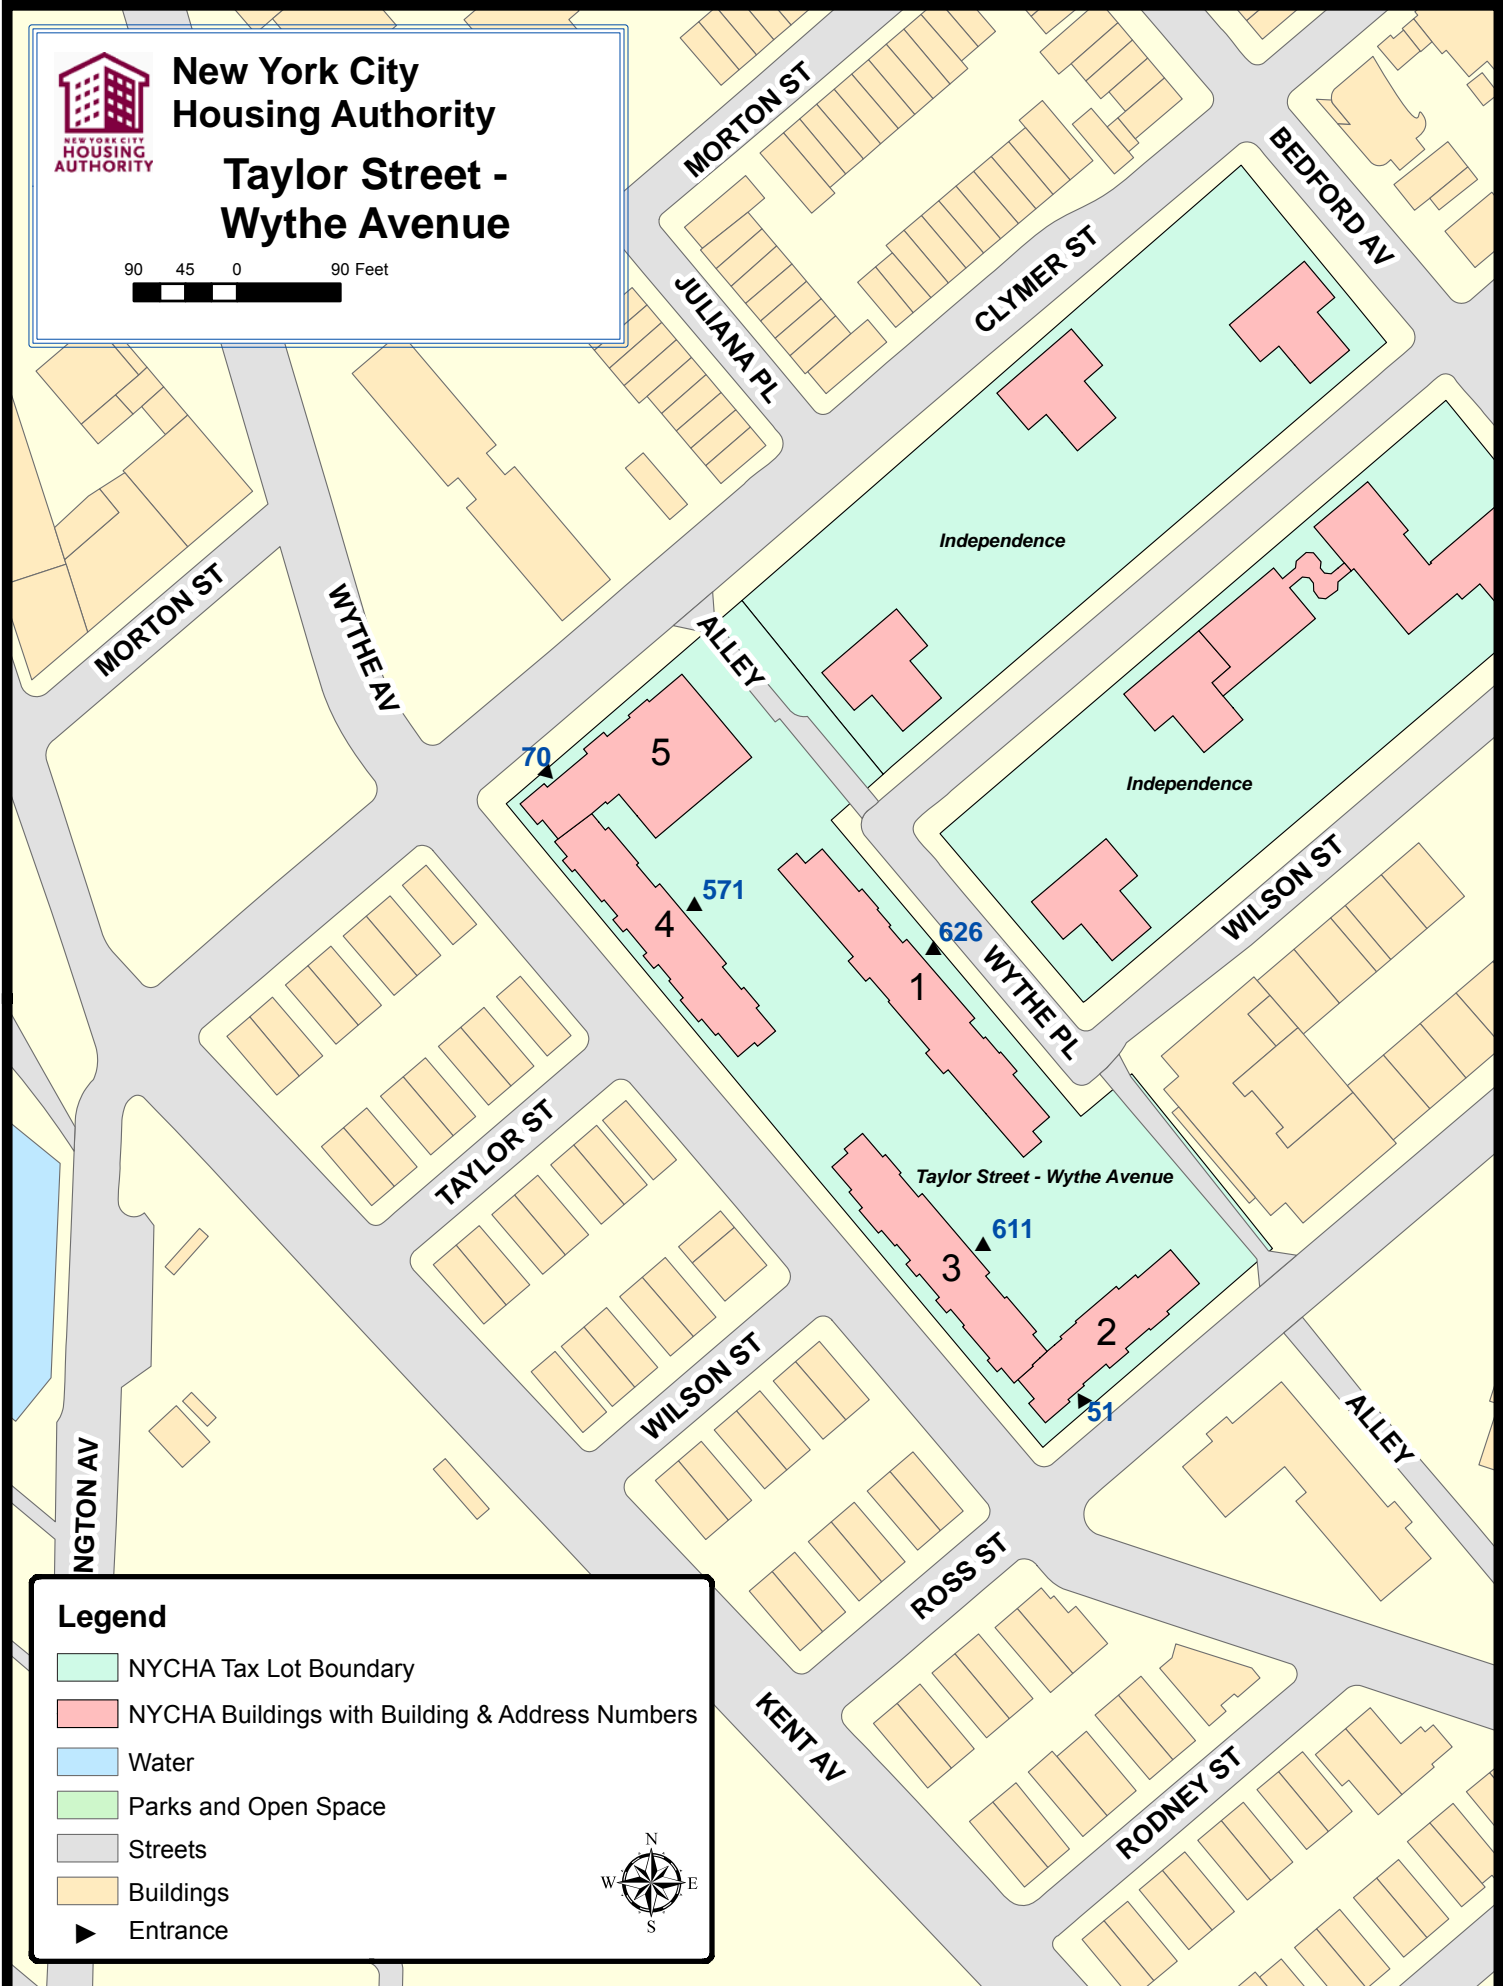 New York City
Housing Authority
NEW YORK CITY
HOUSING
AUTHORITY
Taylor Street -
Wythe Avenue
90 45 0 90 Feet
MORTON ST
BEDFORD AV
CLYMER ST
JULIANA PL
Independence
MORTON ST
WYTHE AV
ALLEY
70
5
Independence
571
4
626
1
WILSON ST
WYTHE PL
TAYLOR ST
Taylor Street - Wythe Avenue
611
3
2
51
WILSON ST
ALLEY
NGTON AV
ROSS ST
KENT AV
RODNEY ST
Legend
NYCHA Tax Lot Boundary
NYCHA Buildings with Building & Address Numbers
Water
Parks and Open Space
Streets
Buildings
Entrance
N
W E
S